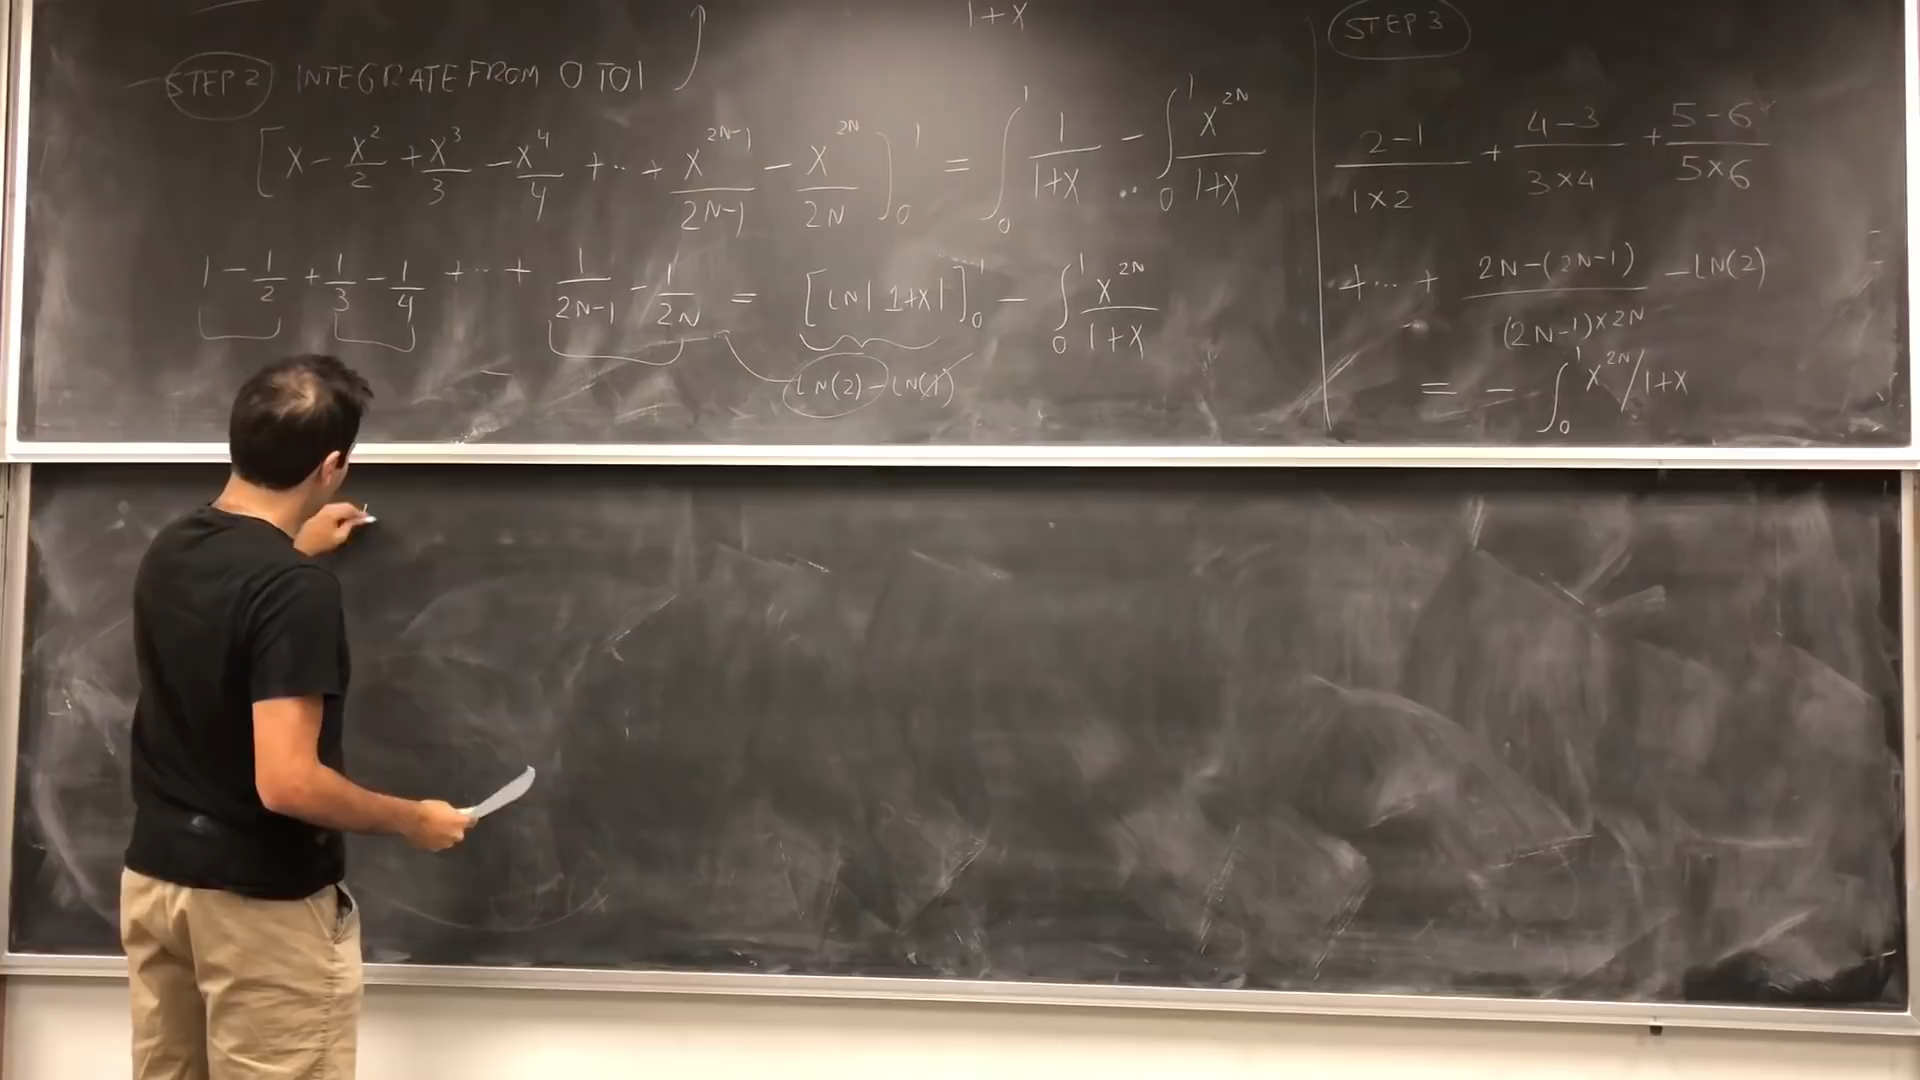 1+X
STEP 2 INTEGRATE FROM 0 TO 1
[X - X²/2 + X³/3 - X⁴/4 + ... + X^(2N-1)/(2N-1) - X^(2N)/2N]₀¹ = ∫₀¹ 1/(1+X) - ∫₀¹ X^(2N)/(1+X)
1 - 1/2 + 1/3 - 1/4 + ... + 1/(2N-1) - 1/2N = [LN|1+X|]₀¹ - ∫₀¹ X^(2N)/(1+X)
LN(2) - LN(1)
STEP 3
(2-1)/(1×2) + (4-3)/(3×4) + (5-6)/(5×6)
+ ... + (2N-(2N-1))/((2N-1)×2N) - LN(2)
= - ∫₀¹ X^(2N)/1+X